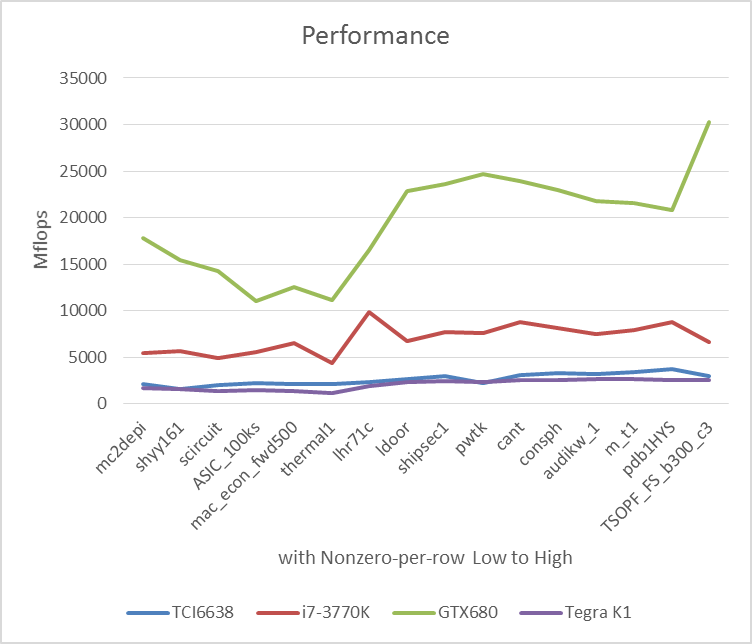 Performance
Mflops
35000
30000
25000
20000
15000
10000
5000
0
mc2depi
shyy161
scircuit
ASIC_100ks
mac_econ_fwd500
thermal1
lhr71c
ldoor
shipsec1
pwtk
cant
consph
audikw_1
m_t1
pdb1HYS
TSOPF_FS_b300_c3
with Nonzero-per-row Low to High
TCI6638 i7-3770K GTX680 Tegra K1